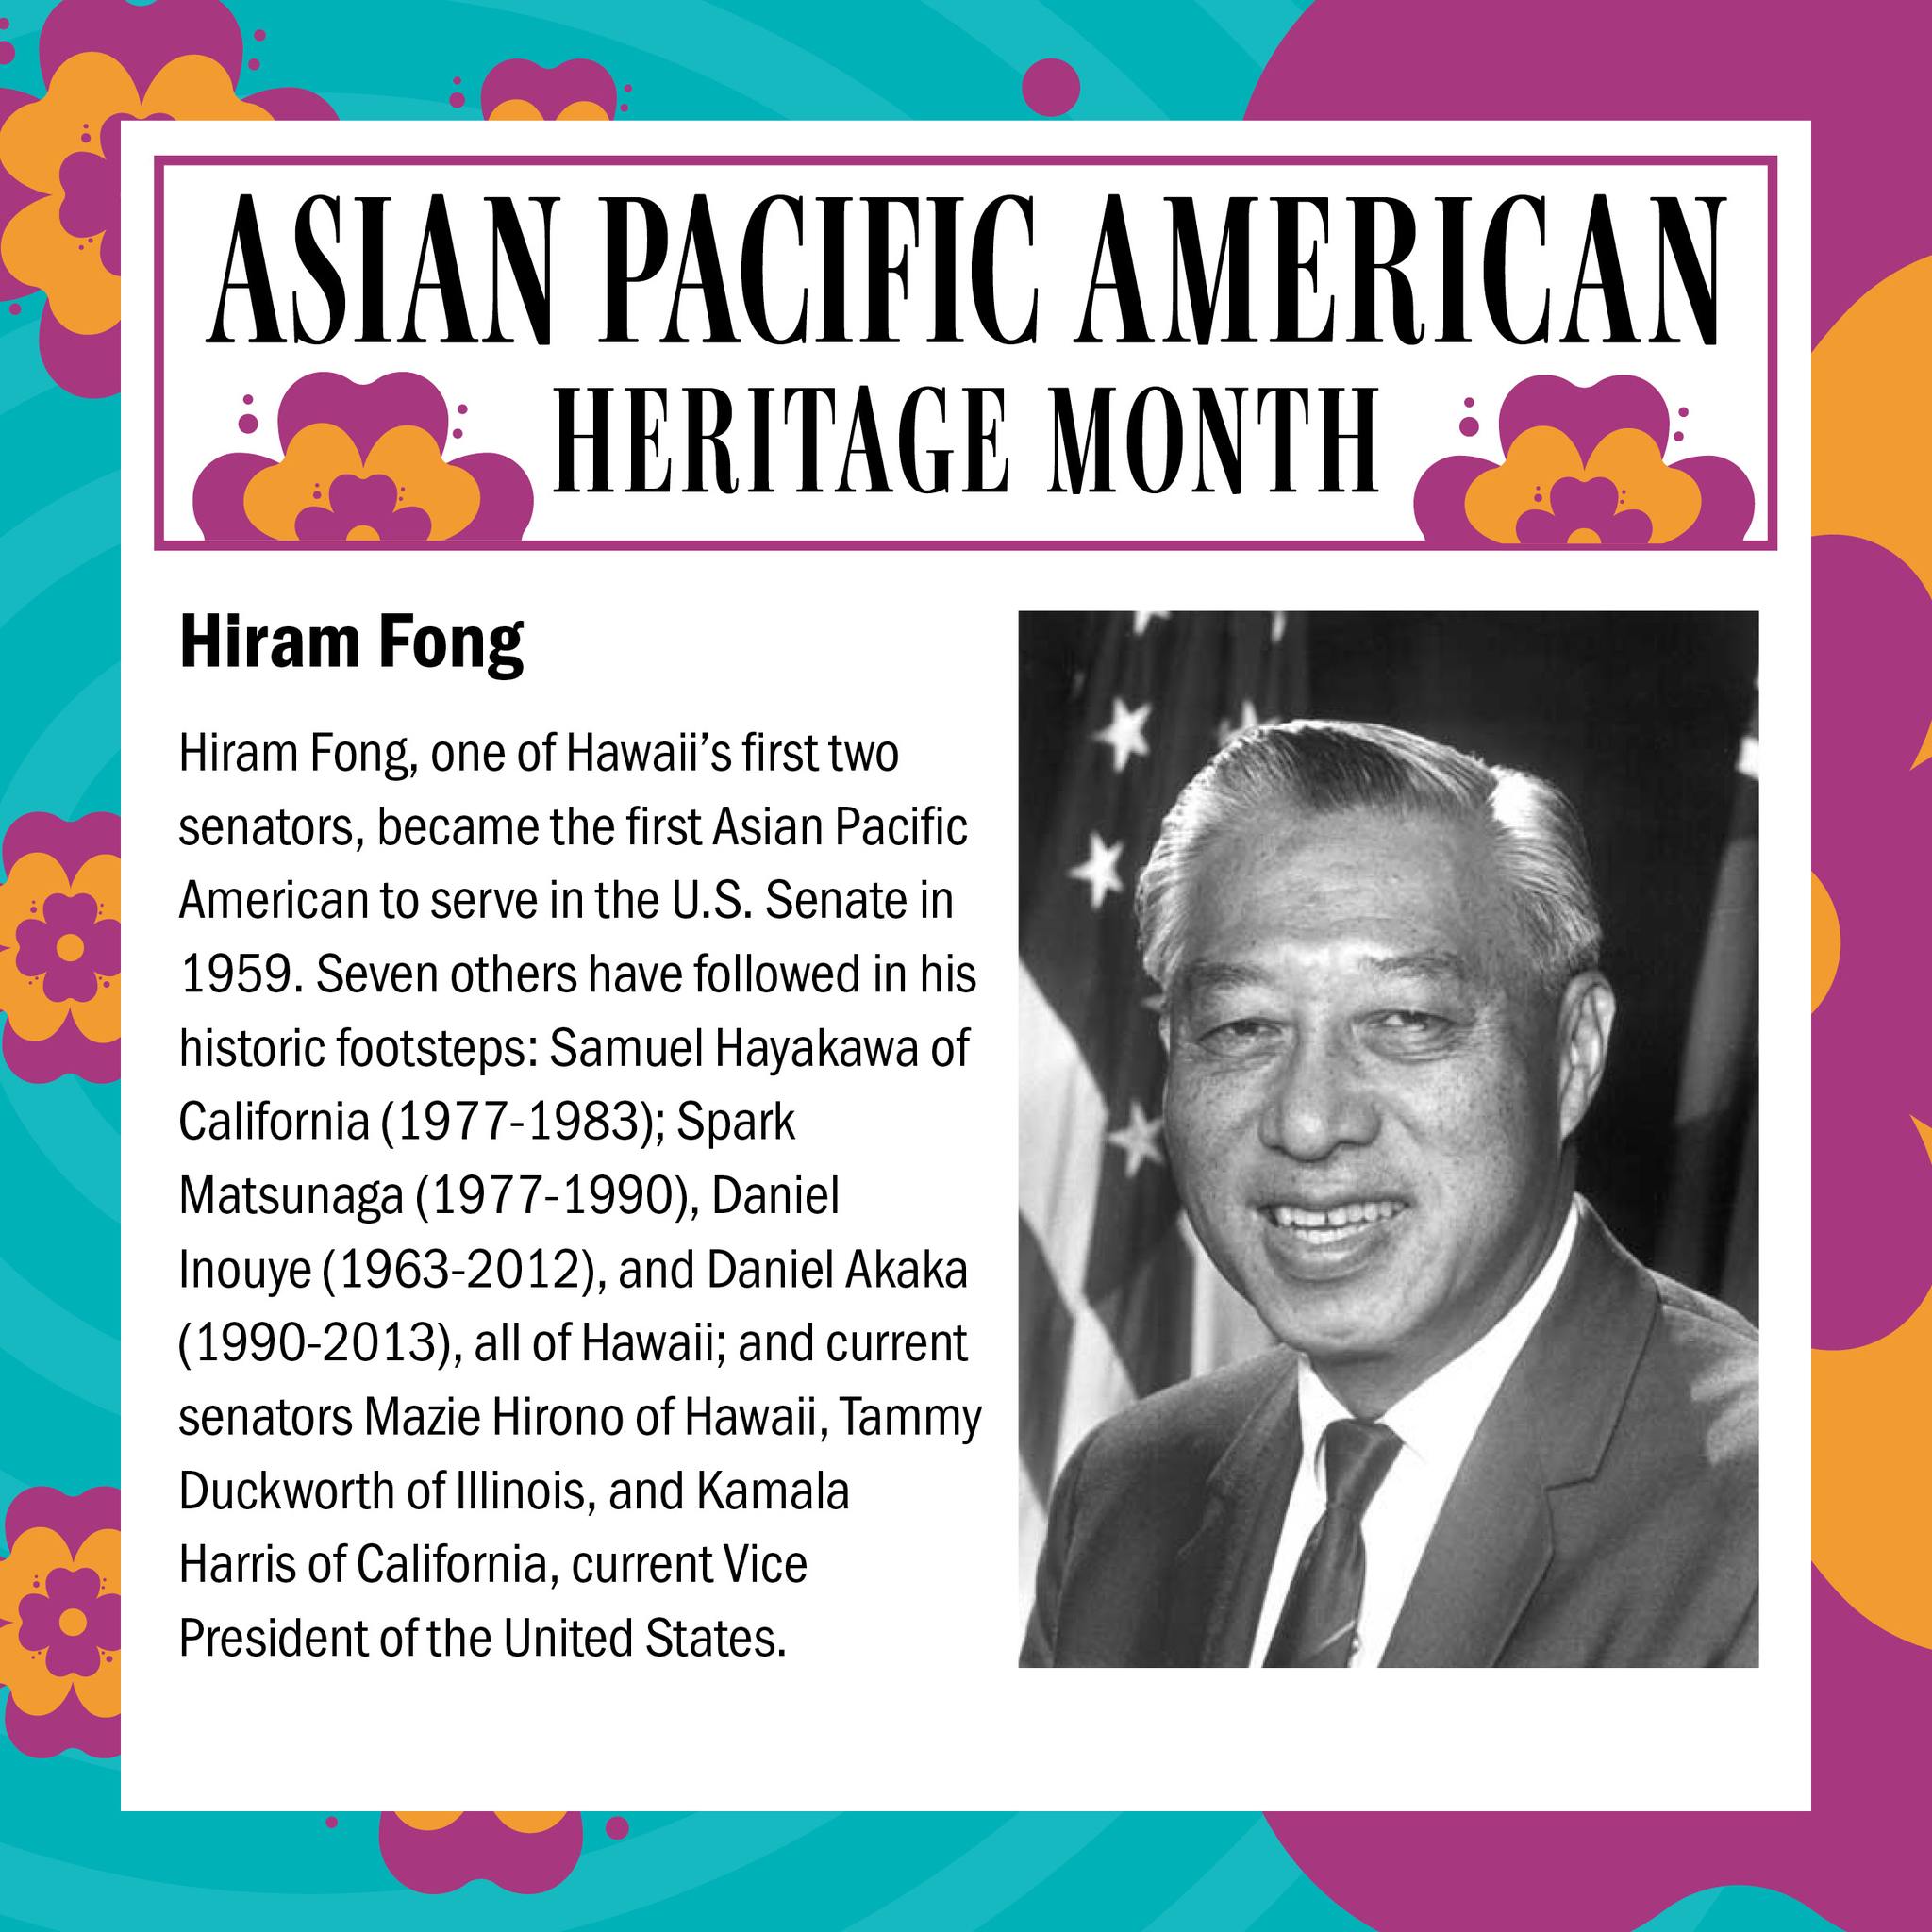 ASIAN PACIFIC AMERICAN
HERITAGE MONTH
Hiram Fong
Hiram Fong, one of Hawaii’s first two
senators, became the first Asian Pacific
American to serve in the U.S. Senate in
1959. Seven others have followed in his
historic footsteps: Samuel Hayakawa of
California (1977-1983); Spark
Matsunaga (1977-1990), Daniel
Inouye (1963-2012), and Daniel Akaka
(1990-2013), all of Hawaii; and current
senators Mazie Hirono of Hawaii, Tammy
Duckworth of Illinois, and Kamala
Harris of California, current Vice
President of the United States.